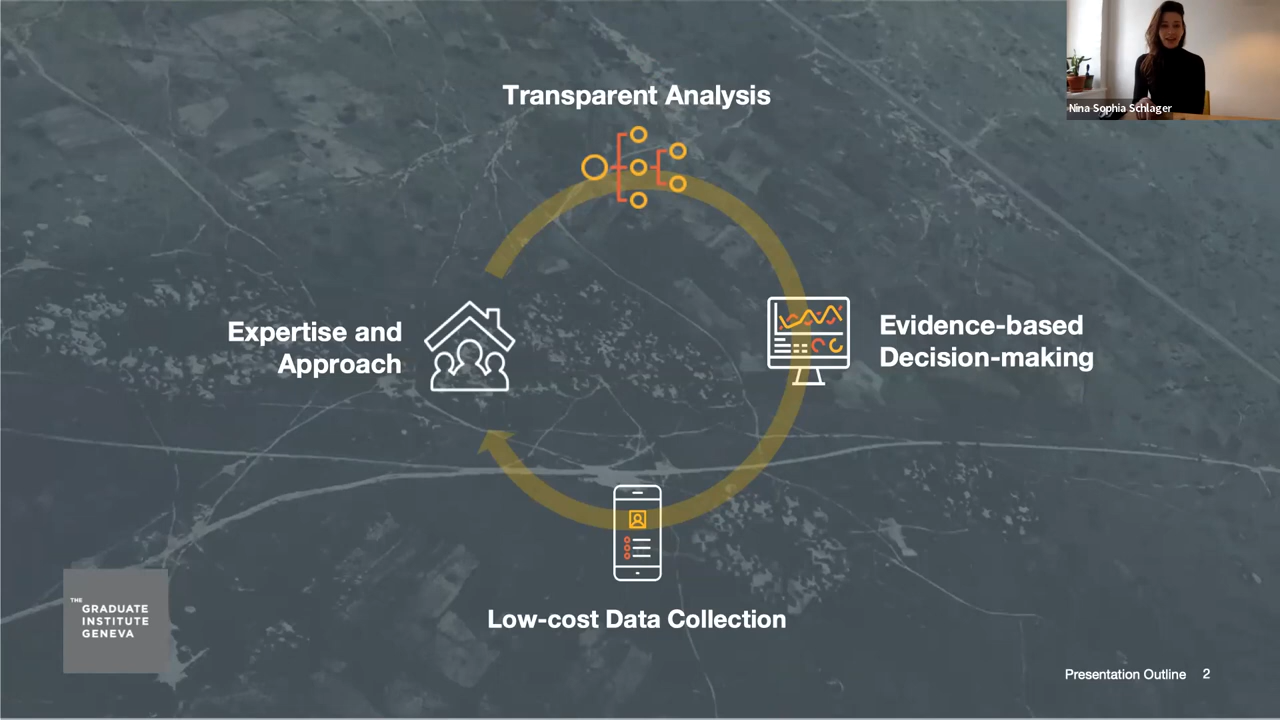 Transparent Analysis
Nina Sophia Schlager
Expertise and
Approach
Evidence-based
Decision-making
Low-cost Data Collection
THE
GRADUATE
INSTITUTE
GENEVA
Presentation Outline 2